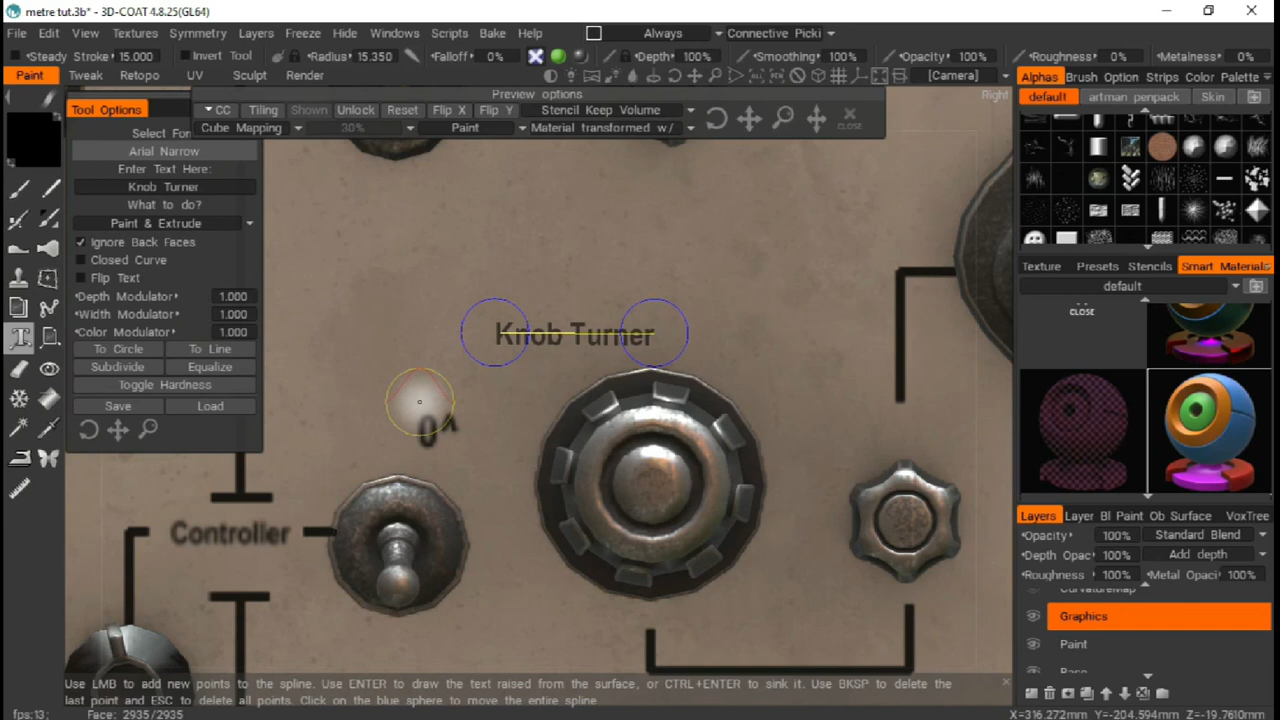 metre tut.3b* - 3D-COAT 4.8.25(GL64)
File Edit View Textures Symmetry Layers Freeze Hide Windows Scripts Bake Help Always Connective Picki
Steady Stroke 15.000 Invert Tool Radius 15.350 Falloff 0% Depth 100% Smoothing 100% Opacity 100% Roughness 0% Metalness 0%
Paint Tweak Retopo UV Sculpt Render [Camera] Alphas Brush Option Strips Color Palette
Preview options Right
default artman penpack Skin
Tool Options CC Tiling Shown Unlock Reset Flip X Flip Y Stencil Keep Volume
Cube Mapping 30% Paint Material transformed w/ CLOSE
Select Fon
Arial Narrow
Enter Text Here:
Knob Turner
What to do?
Paint & Extrude
Ignore Back Faces
Closed Curve
Flip Text
Depth Modulator 1.000
Width Modulator 1.000
Color Modulator 1.000
To Circle To Line
Subdivide Equalize
Toggle Hardness
Save Load
Knob Turner
Controller
Texture Presets Stencils Smart Materials
default
CLOSE
Layers Layer Bl Paint Ob Surface VoxTree
Opacity 100% Standard Blend
Depth Opac 100% Add depth
Roughness 100% Metal Opaci 100%
CurvatureMap
Graphics
Paint
Base
Use LMB to add new points to the spline. Use ENTER to draw the text raised from the surface, or CTRL+ENTER to sink it. Use BKSP to delete the
last point and ESC to delete all points. Click on the blue sphere to move the entire spline
fps:13; Face: 2935/2935 X=316.272mm Y=-204.594mm Z=-19.7610mm